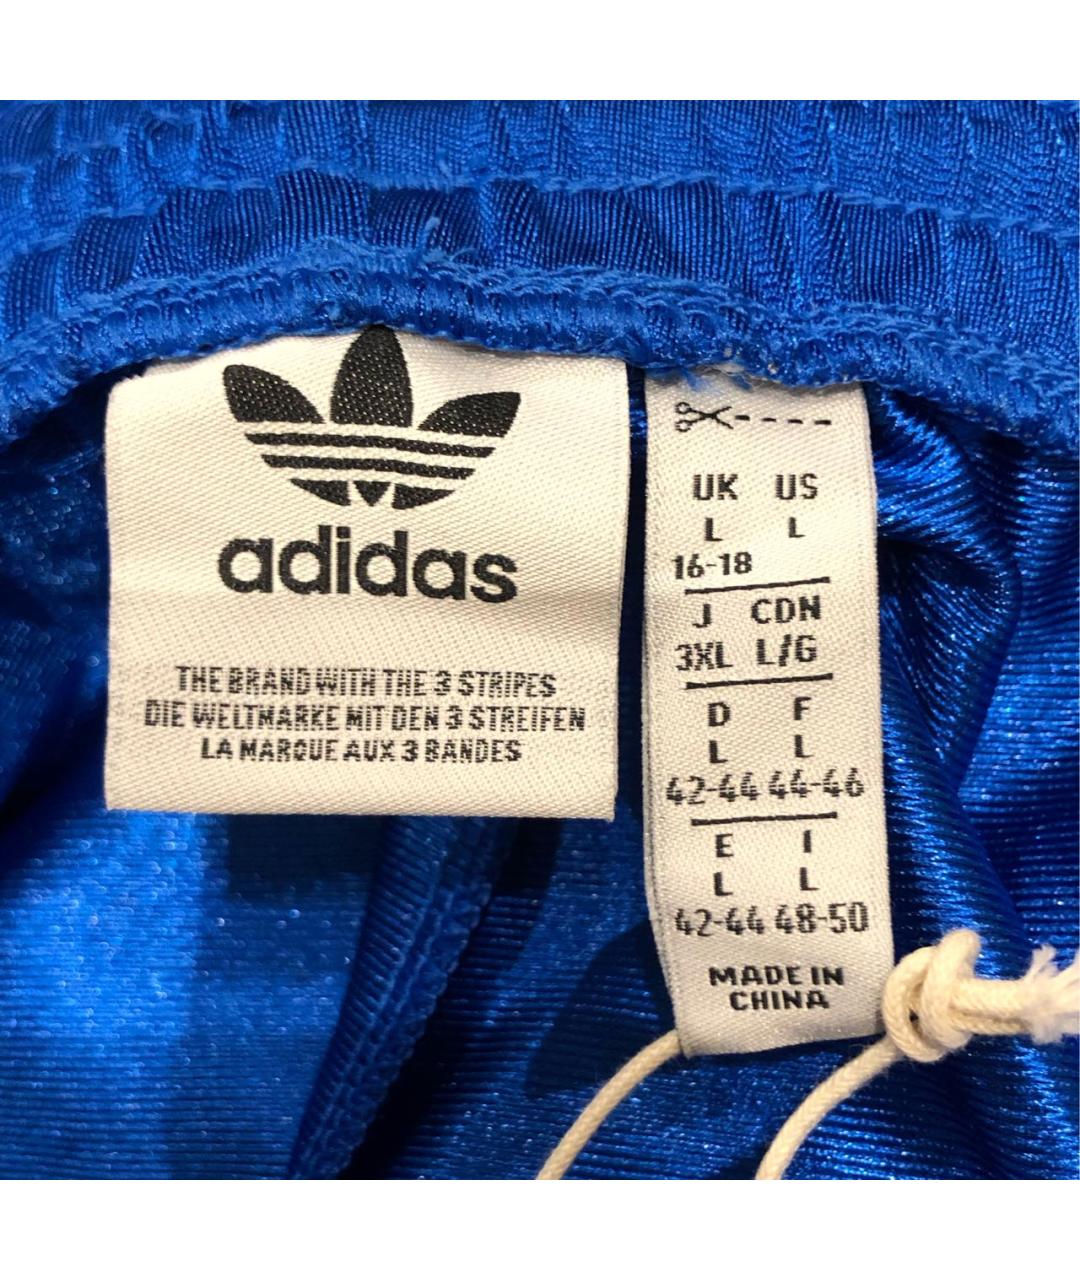 adidas
THE BRAND WITH THE 3 STRIPES
DIE WELTMARKE MIT DEN 3 STREIFEN
LA MARQUE AUX 3 BANDES
UK US
L L
16-18
J CDN
3XL L/G
D F
L L
42-44 44-46
E I
L L
42-44 48-50
MADE IN
CHINA